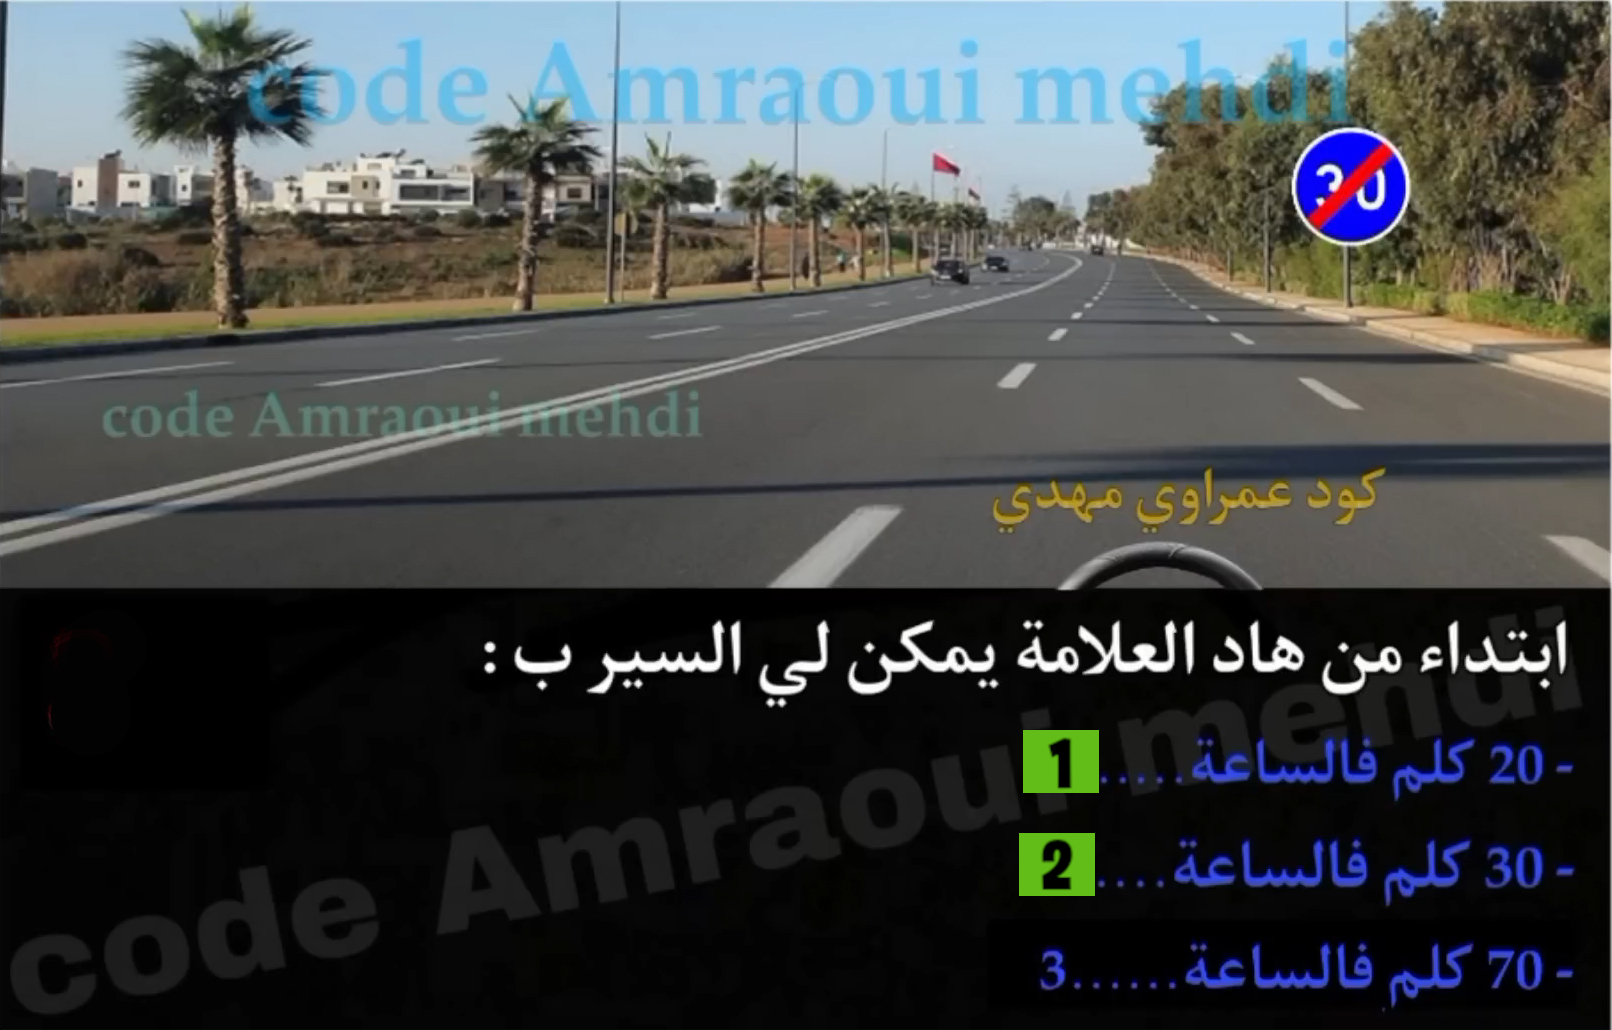 code Amraoui mehdi
30
code Amraoui mehdi
كود عمراوي مهدي
ابتداء من هاد العلامة يمكن لي السير ب :
- 20 كلم فالساعة.....1
- 30 كلم فالساعة....2
- 70 كلم فالساعة......3
code Amraoui mehdi